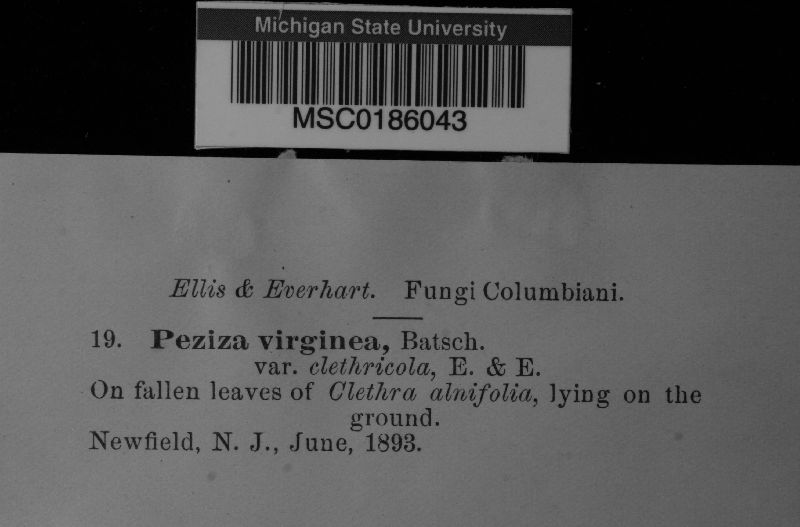 Michigan State University
MSC0186043
Ellis & Everhart. Fungi Columbiani.
19. Peziza virginea, Batsch.
var. clethricola, E. & E.
On fallen leaves of Clethra alnifolia, lying on the
ground.
Newfield, N. J., June, 1893.